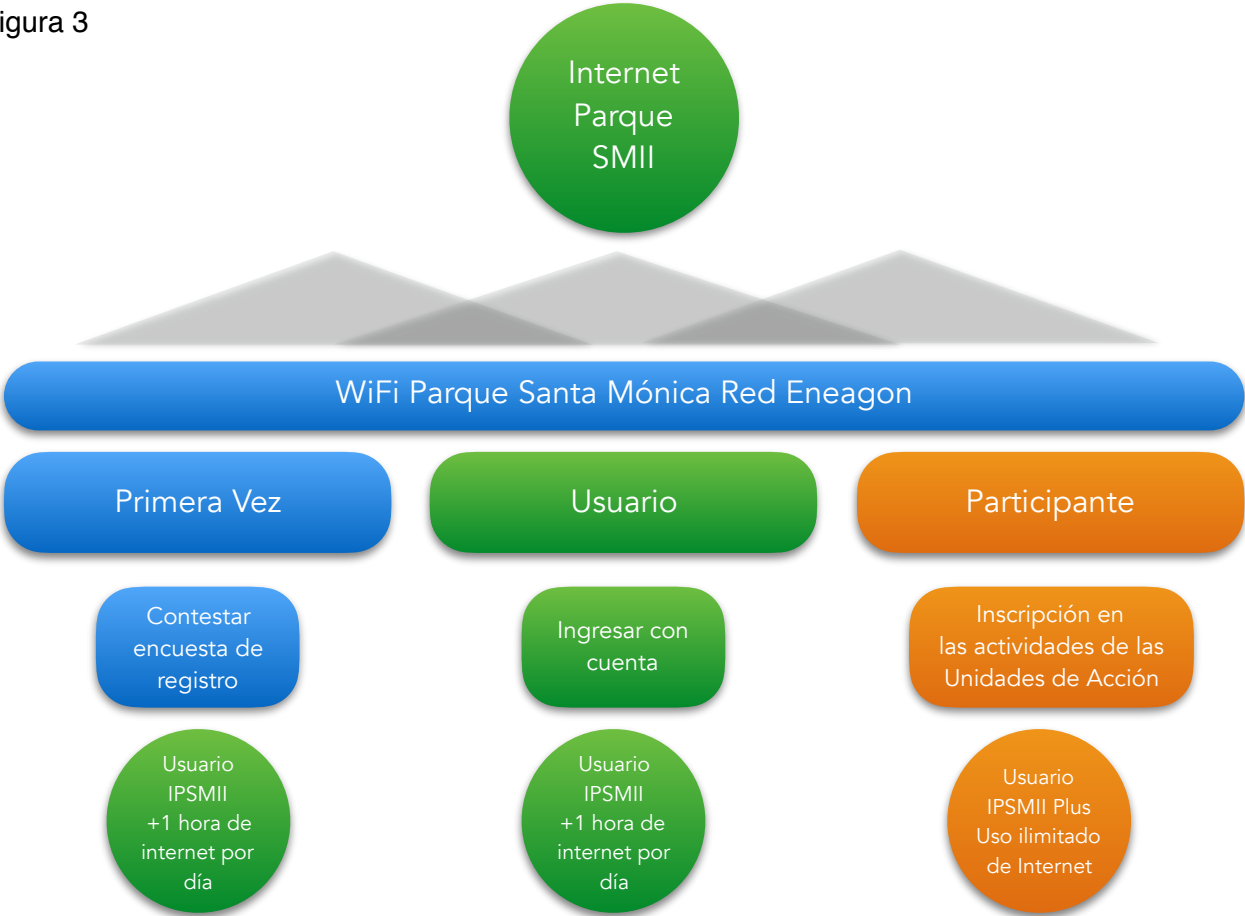 igura 3
Internet
Parque
SMII
WiFi Parque Santa Mónica Red Eneagon
Primera Vez
Usuario
Participante
Contestar
encuesta de
registro
Ingresar con
cuenta
Inscripción en
las actividades de las
Unidades de Acción
Usuario
IPSMII
+1 hora de
internet por
día
Usuario
IPSMII
+1 hora de
internet por
día
Usuario
IPSMII Plus
Uso ilimitado
de Internet